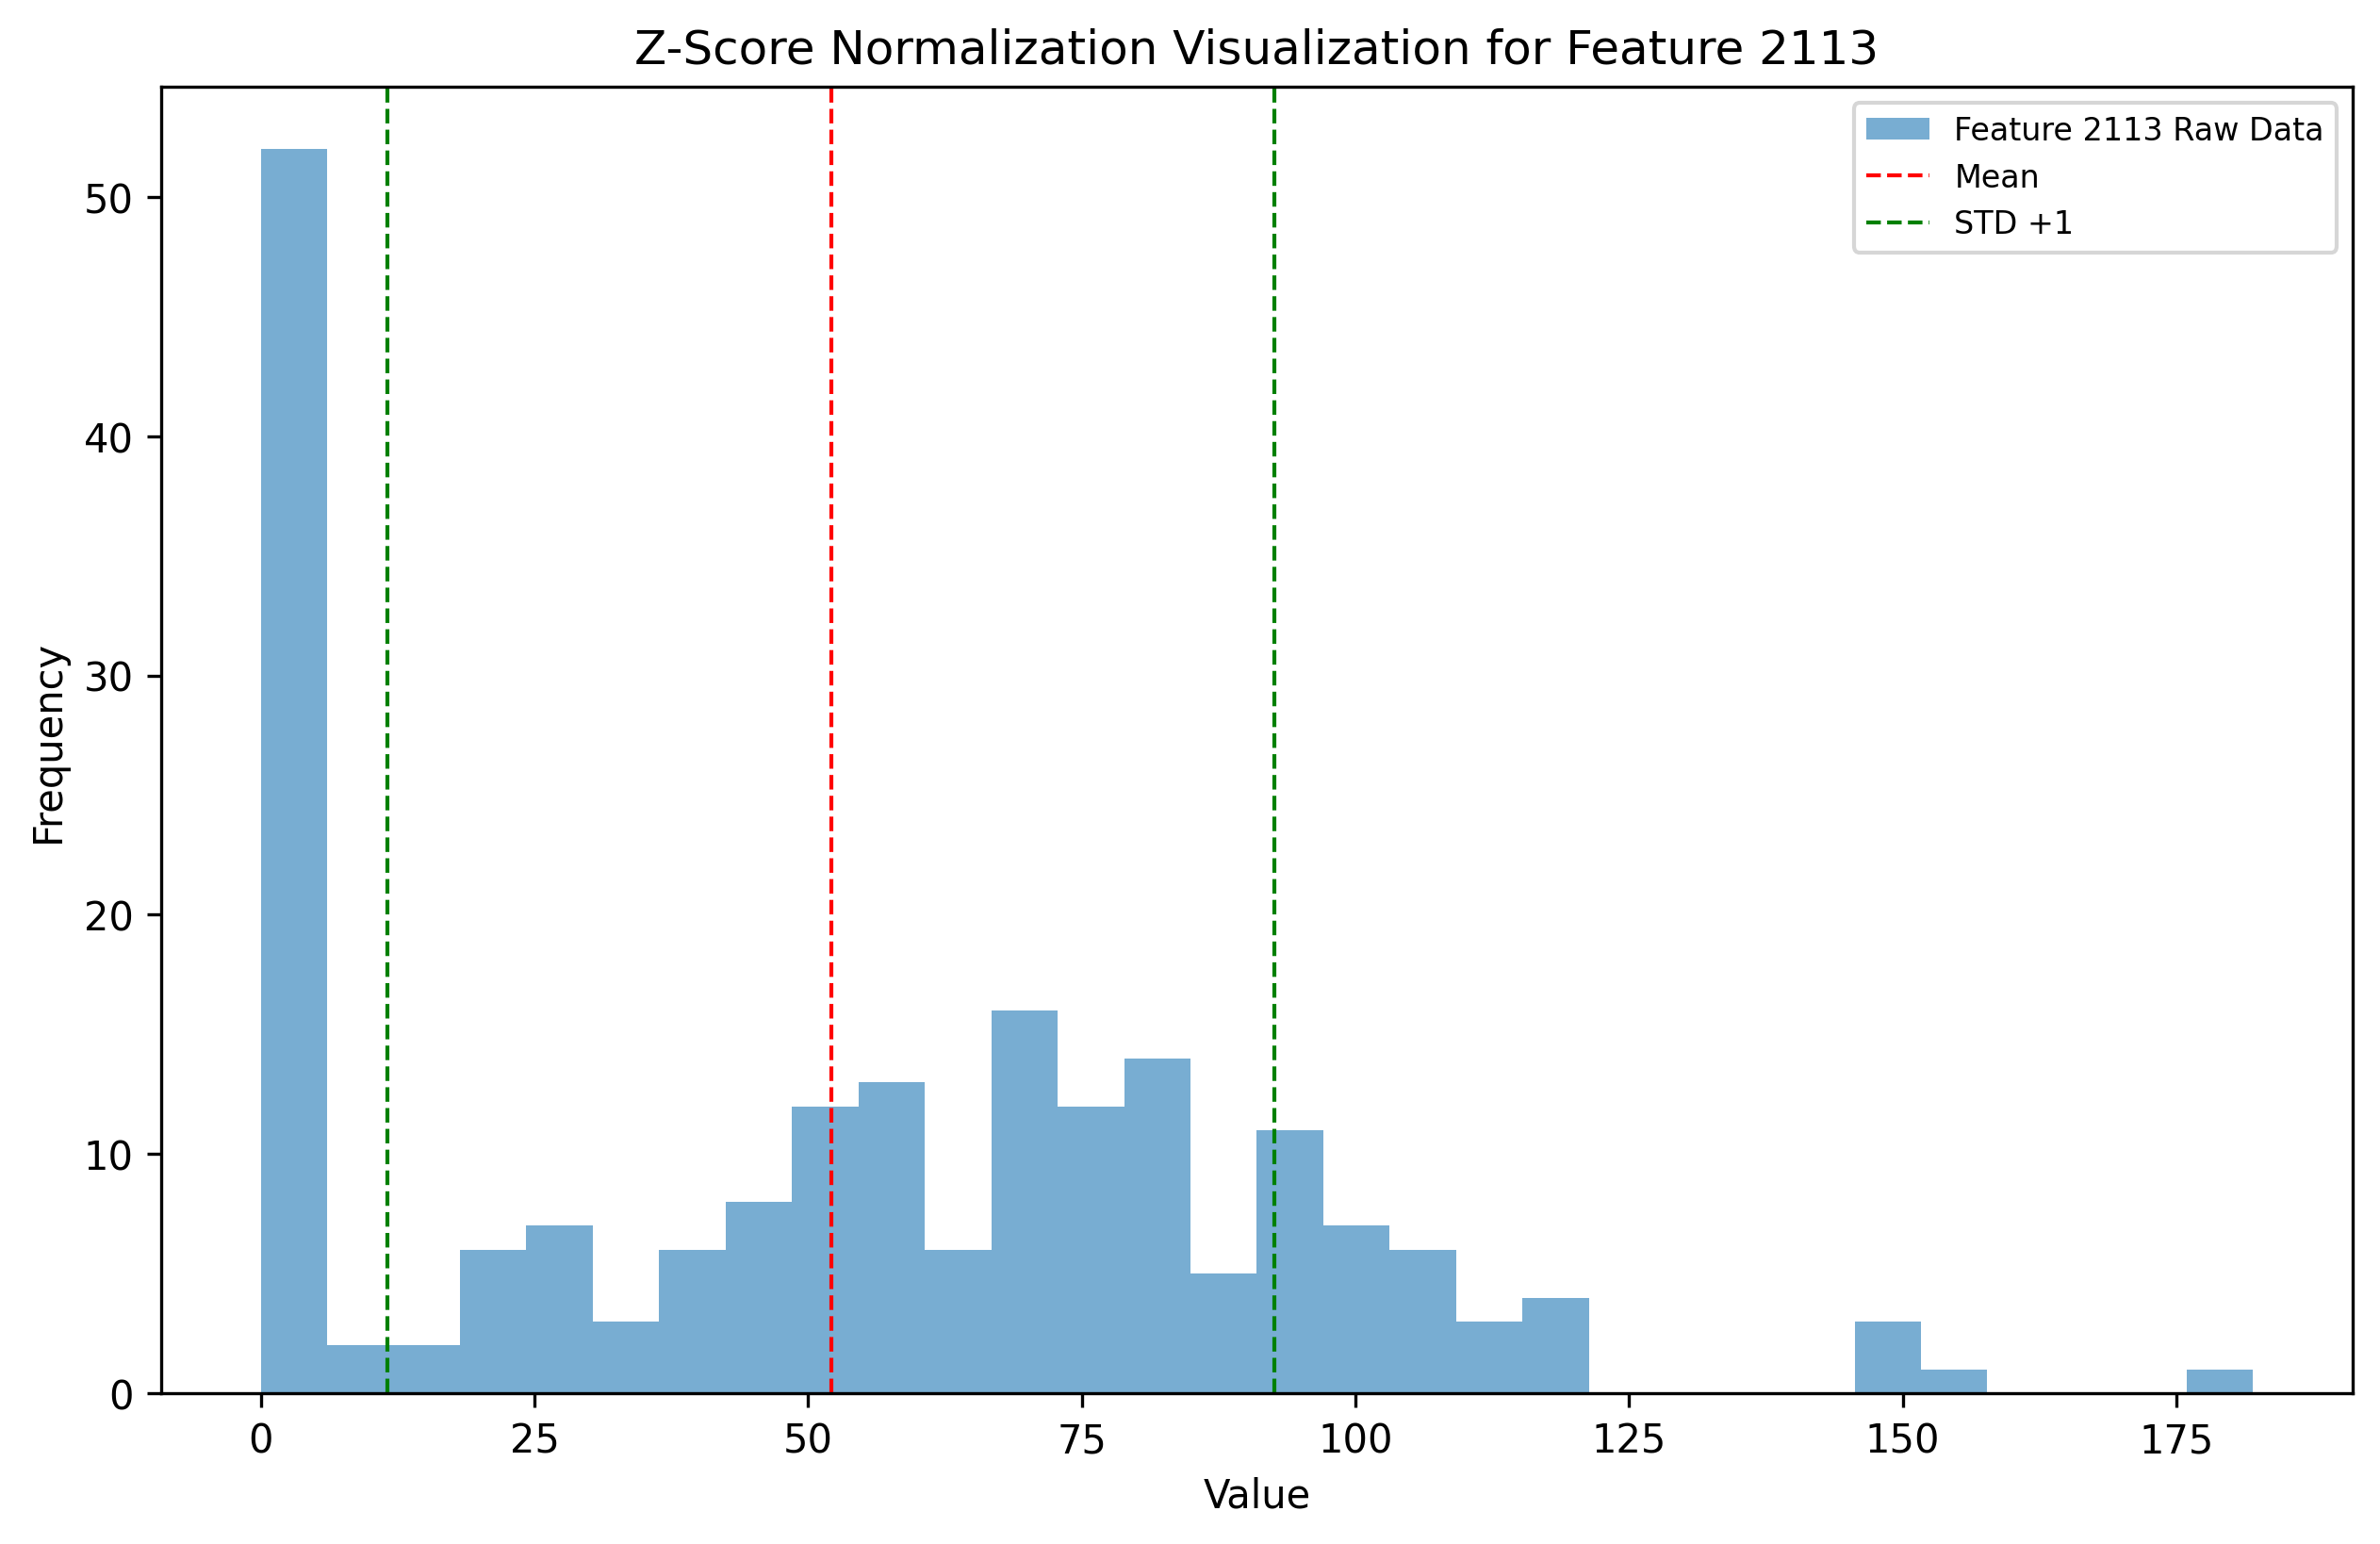 Z-Score Normalization Visualization for Feature 2113
Feature 2113 Raw Data
Mean
STD +1
50
40
30
20
10
0
Frequency
0 25 50 75 100 125 150 175
Value